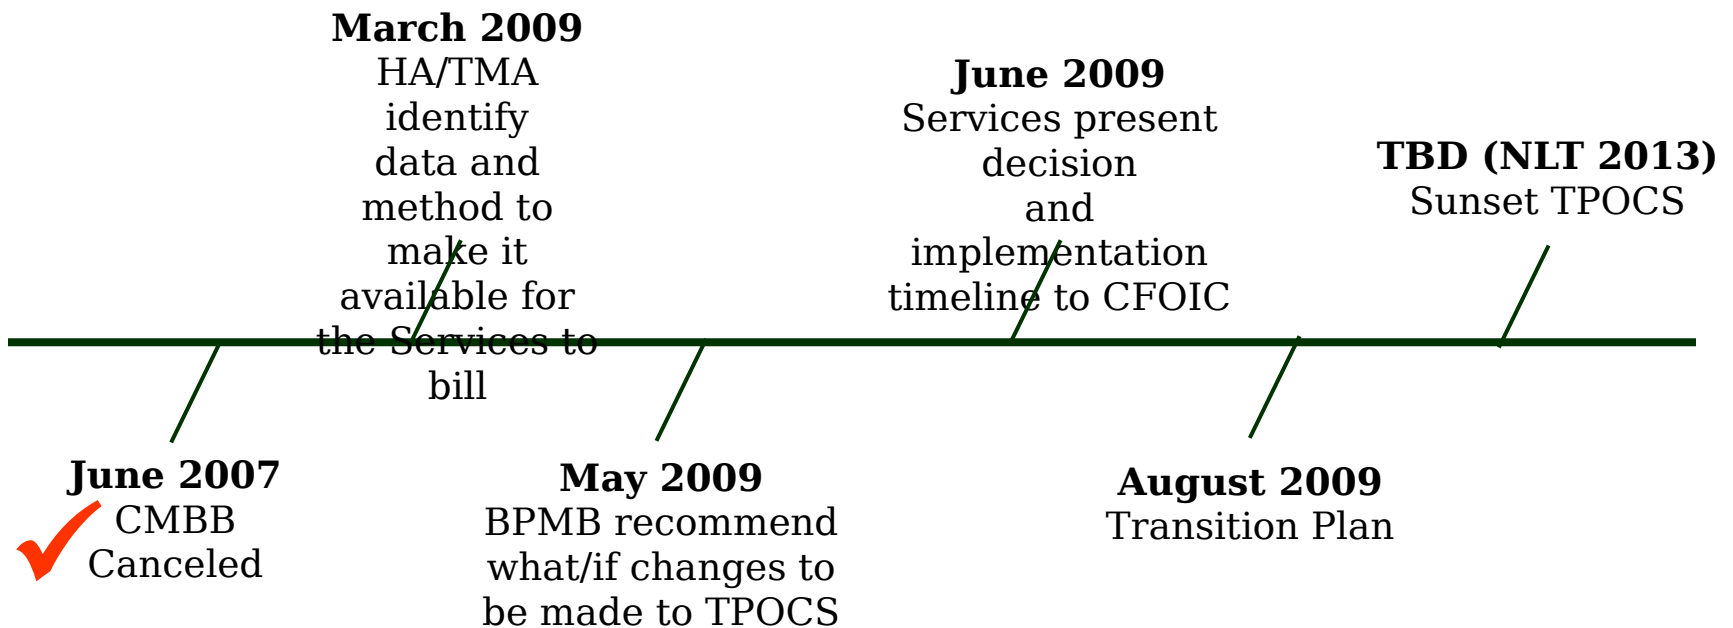 March 2009
HA/TMA
identify
data and
method to
make it
available for
the Services to
bill
June 2009
Services present
decision
and
implementation
timeline to CFOIC
TBD (NLT 2013)
Sunset TPOCS
June 2007
CMBB
Canceled
May 2009
BPMB recommend
what/if changes to
be made to TPOCS
August 2009
Transition Plan